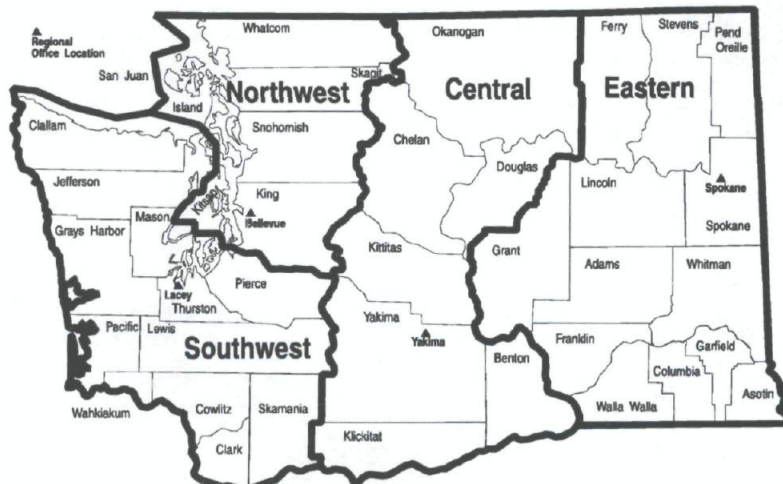 Regional
Office Location
Whatcom
Okanogan
Ferry
Stevens
Pend
Oreille
San Juan
Skagit
Island
Northwest
Central
Eastern
Clallam
Snohomish
Chelan
Douglas
Jefferson
Kitsap
King
Bellevue
Lincoln
Spokane
Spokane
Mason
Grays Harbor
Kittitas
Grant
Adams
Whitman
Pierce
Lacey
Thurston
Yakima
Yakima
Pacific
Lewis
Southwest
Benton
Franklin
Garfield
Columbia
Walla Walla
Asotin
Wahkiakum
Cowlitz
Skamania
Clark
Klickitat